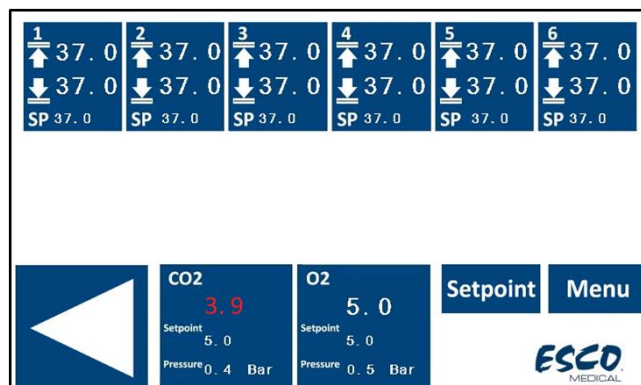 1 2 3 4 5 6
37.0 37.0 37.0 37.0 37.0 37.0
37.0 37.0 37.0 37.0 37.0 37.0
SP 37.0 SP 37.0 SP 37.0 SP 37.0 SP 37.0 SP 37.0
CO2
3.9
Setpoint
5.0
Pressure 0.4 Bar
O2
5.0
Setpoint
5.0
Pressure 0.5 Bar
Setpoint
Menu
ESCO
MEDICAL